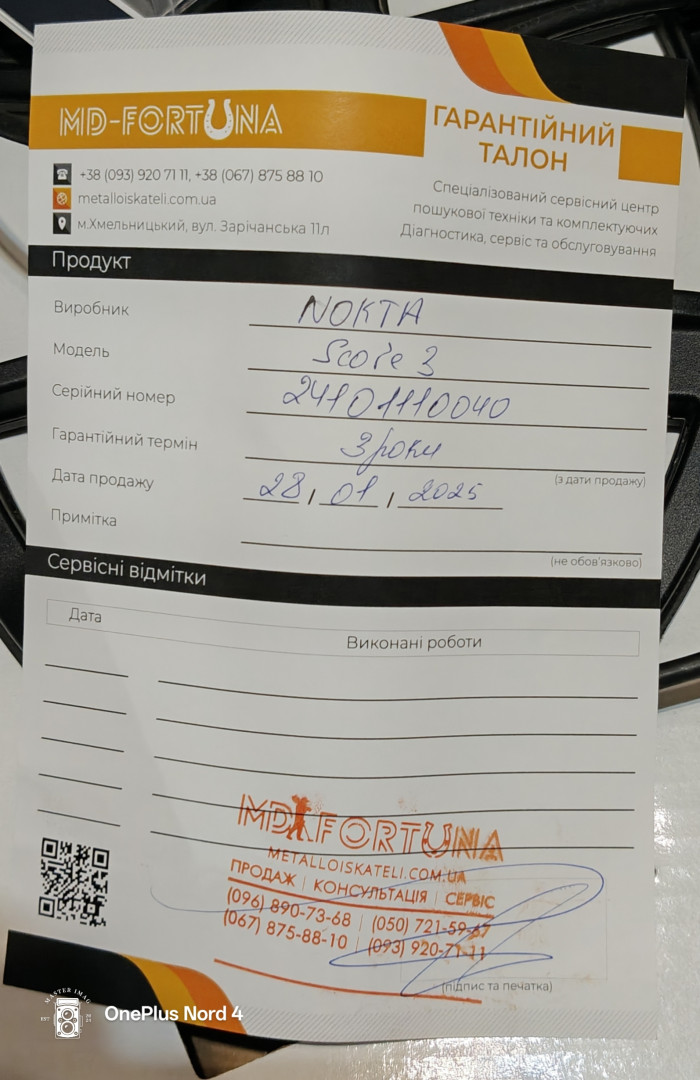 MD-FORTUNA
ГАРАНТІЙНИЙ
ТАЛОН
+38 (093) 920 71 11, +38 (067) 875 88 10
metalloiskateli.com.ua
м.Хмельницький, вул. Зарічанська 11л
Спеціалізований сервісний центр
пошукової техніки та комплектуючих
Діагностика, сервіс та обслуговування
Продукт
Виробник NOKTA
Модель Score 3
Серійний номер 24101110040
Гарантійний термін 3 роки
(з дати продажу)
Дата продажу 28 / 01 / 2025
Примітка
(не обов'язково)
Сервісні відмітки
Дата Виконані роботи
MD FORTUNA
METALLOISKATELI.COM.UA
ПРОДАЖ | КОНСУЛЬТАЦІЯ | СЕРВІС
(096) 890-73-68 | (050) 721-59-67
(067) 875-88-10 | (093) 920-71-11
(підпис та печатка)
MASTER IMAG
EST
OnePlus Nord 4